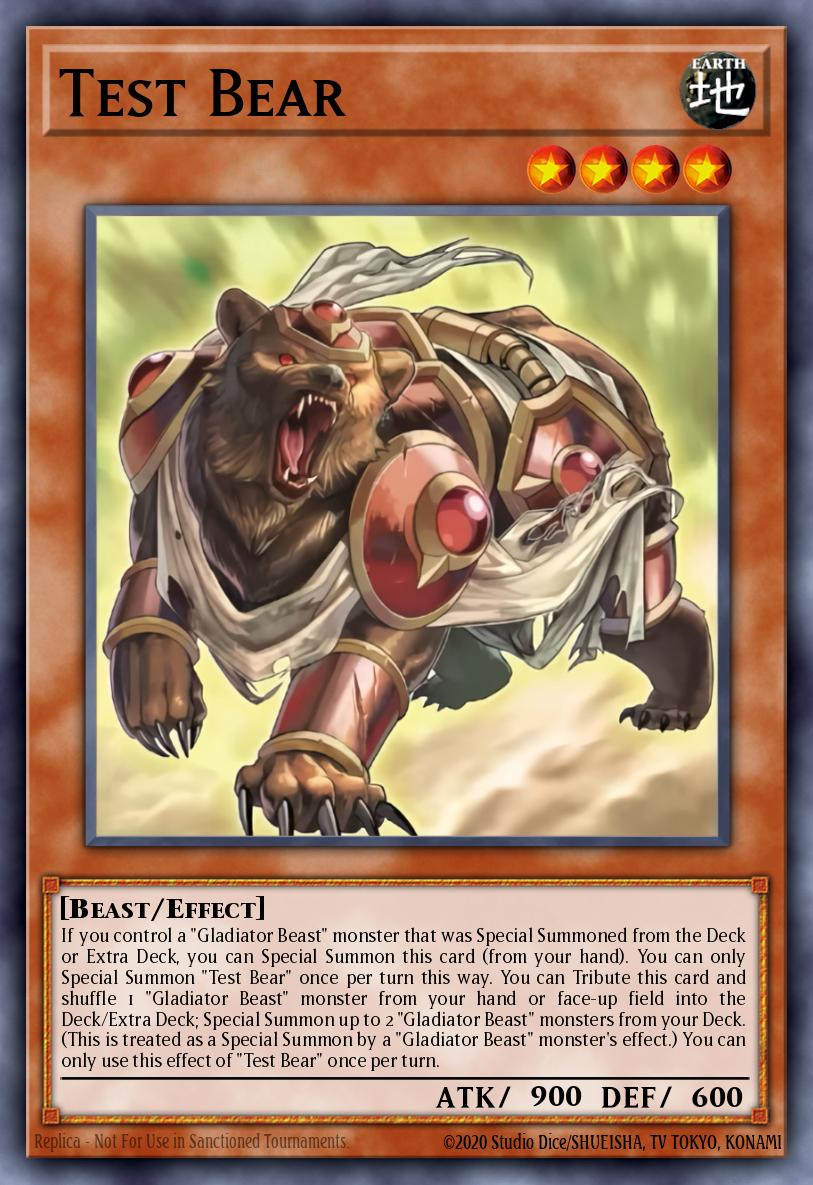 Test Bear
EARTH
地
[Beast/Effect]
If you control a "Gladiator Beast" monster that was Special Summoned from the Deck
or Extra Deck, you can Special Summon this card (from your hand). You can only
Special Summon "Test Bear" once per turn this way. You can Tribute this card and
shuffle 1 "Gladiator Beast" monster from your hand or face-up field into the
Deck/Extra Deck; Special Summon up to 2 "Gladiator Beast" monsters from your Deck.
(This is treated as a Special Summon by a "Gladiator Beast" monster's effect.) You can
only use this effect of "Test Bear" once per turn.
ATK/ 900 DEF/ 600
Replica - Not For Use in Sanctioned Tournaments.
©2020 Studio Dice/SHUEISHA, TV TOKYO, KONAMI